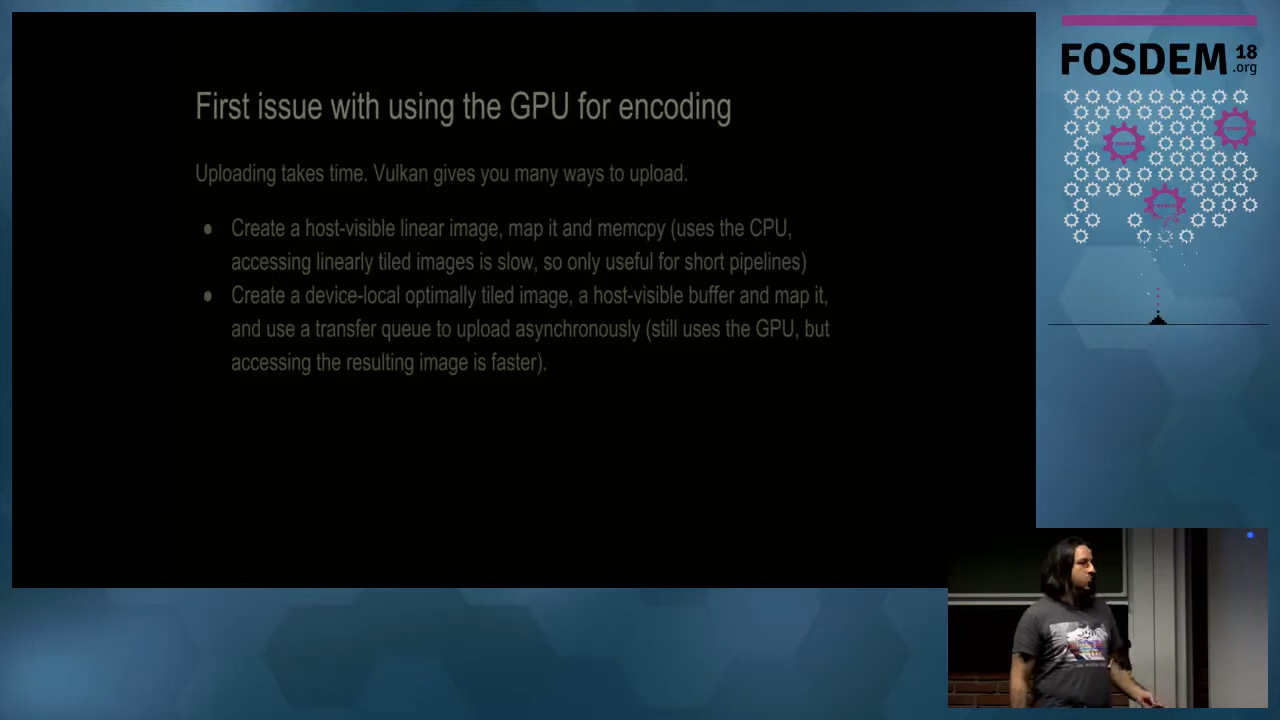 First issue with using the GPU for encoding
Uploading takes time. Vulkan gives you many ways to upload.
● Create a host-visible linear image, map it and memcpy (uses the CPU,
accessing linearly tiled images is slow, so only useful for short pipelines)
● Create a device-local optimally tiled image, a host-visible buffer and map it,
and use a transfer queue to upload asynchronously (still uses the GPU, but
accessing the resulting image is faster).
FOSDEM 18
.org